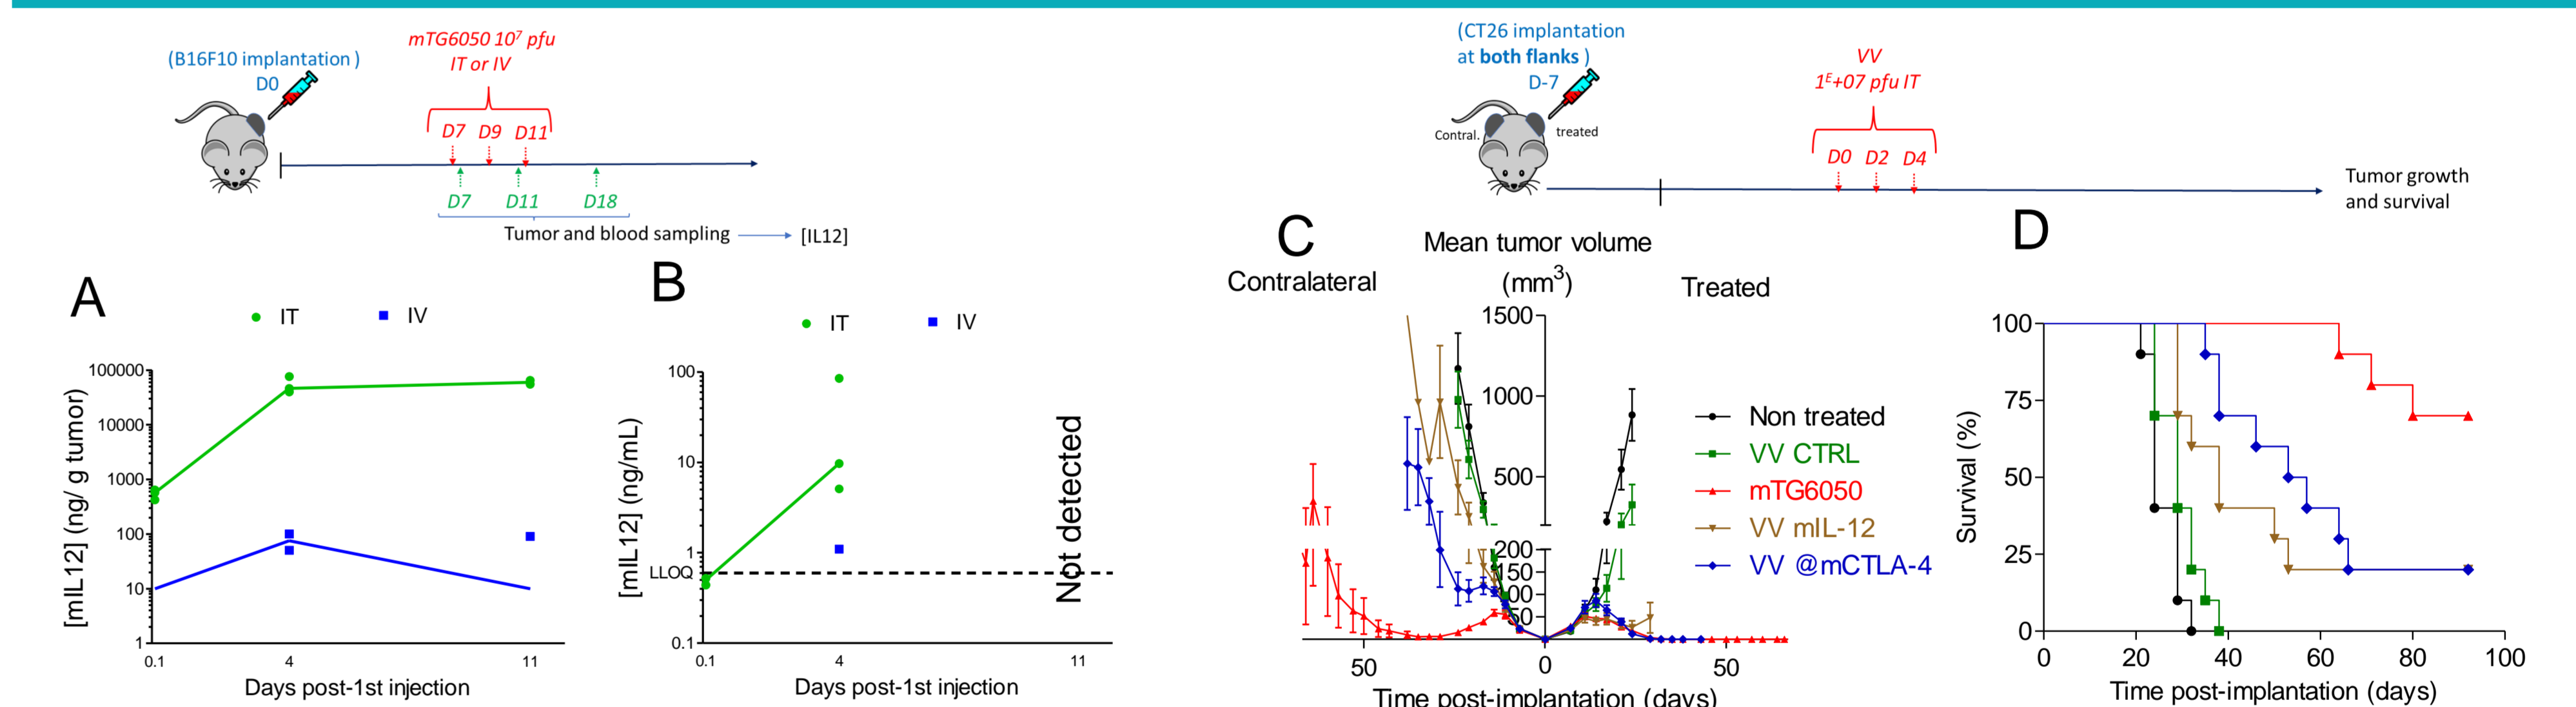 (B16F10 implantation )
D0
mTG6050 10⁷ pfu
IT or IV
D7 D9 D11
D7 D11 D18
Tumor and blood sampling
[IL12]
(CT26 implantation
at both flanks )
D-7
Contral.
treated
VV
1ᴱ+07 pfu IT
D0 D2 D4
Tumor growth
and survival
A
IT IV
[mIL12] (ng/ g tumor)
100000
10000
1000
100
10
1
0.1 4 11
Days post-1st injection
B
IT IV
[mIL12] (ng/mL)
100
10
1
LLOQ
0.1
Not detected
0.1 4 11
Days post-1st injection
C
Mean tumor volume
(mm³)
Contralateral
Treated
1500
1000
500
200
150
00
50
50 0 50
Time post-implantation (days)
Non treated
VV CTRL
mTG6050
VV mIL-12
VV @mCTLA-4
D
Survival (%)
100
75
50
25
0
0 20 40 60 80 100
Time post-implantation (days)